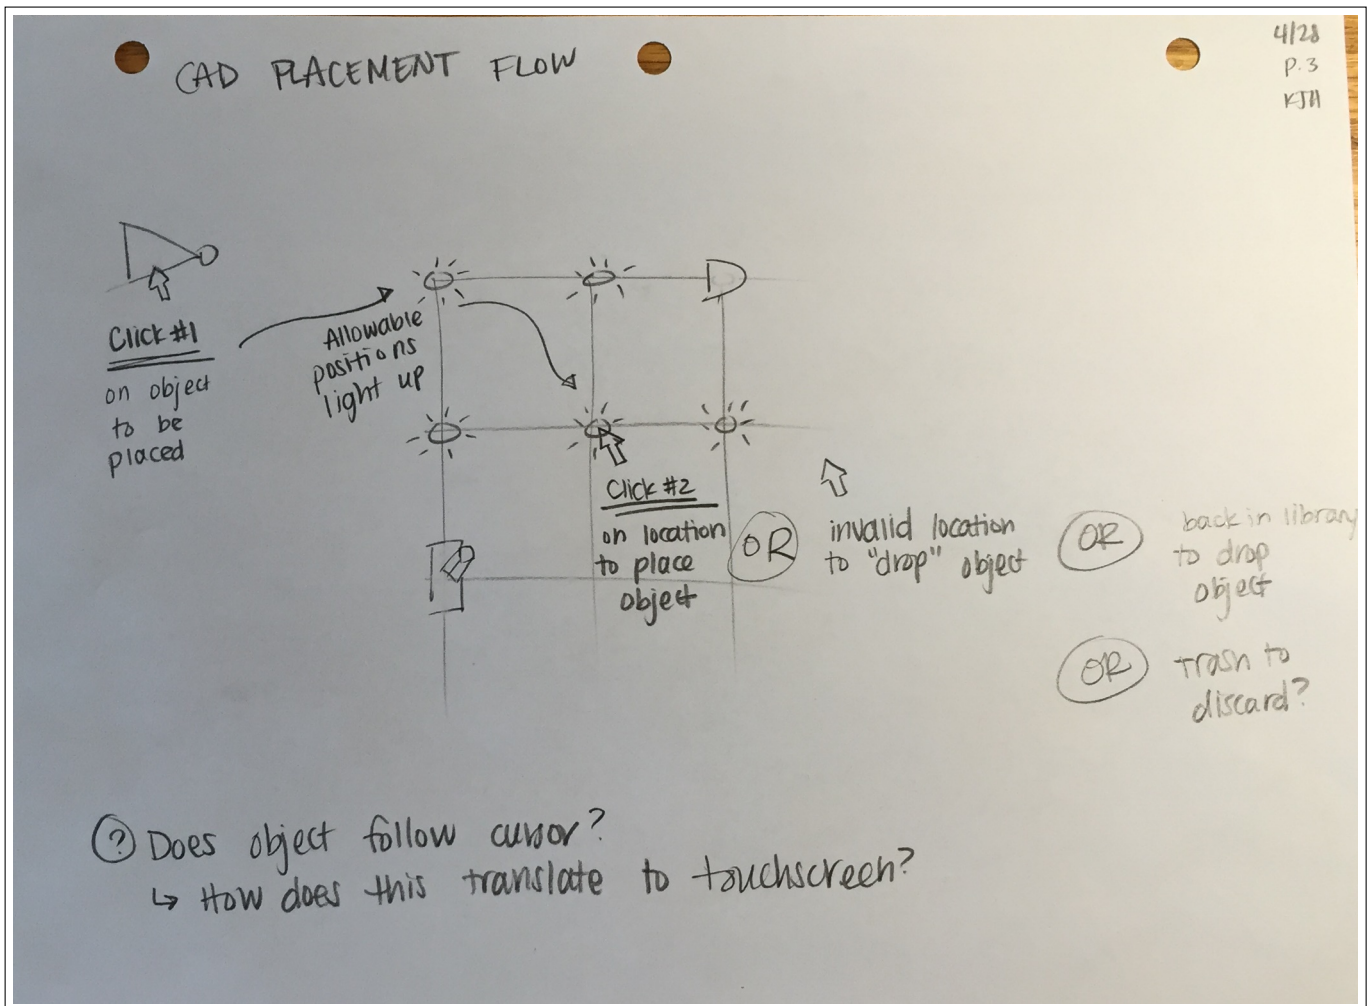 CAD PLACEMENT FLOW
4/28
P.3
KJH
Click #1
on object
to be
placed
Allowable
positions
light up
Click #2
on location
to place
object
OR
invalid location
to "drop" object
OR
back in library
to drop
object
OR
trash to
discard?
? Does object follow cursor?
↳ How does this translate to touchscreen?